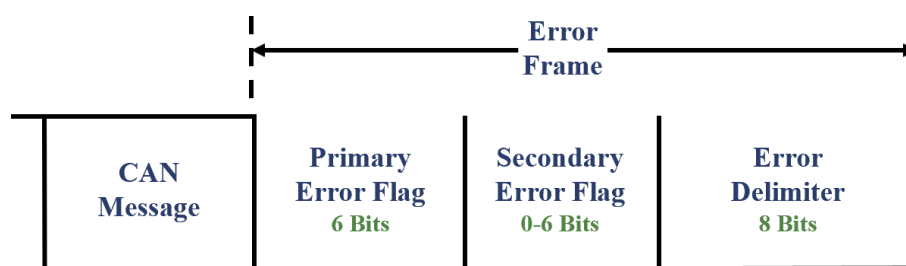 Error
Frame
CAN
Message
Primary
Error Flag
6 Bits
Secondary
Error Flag
0-6 Bits
Error
Delimiter
8 Bits